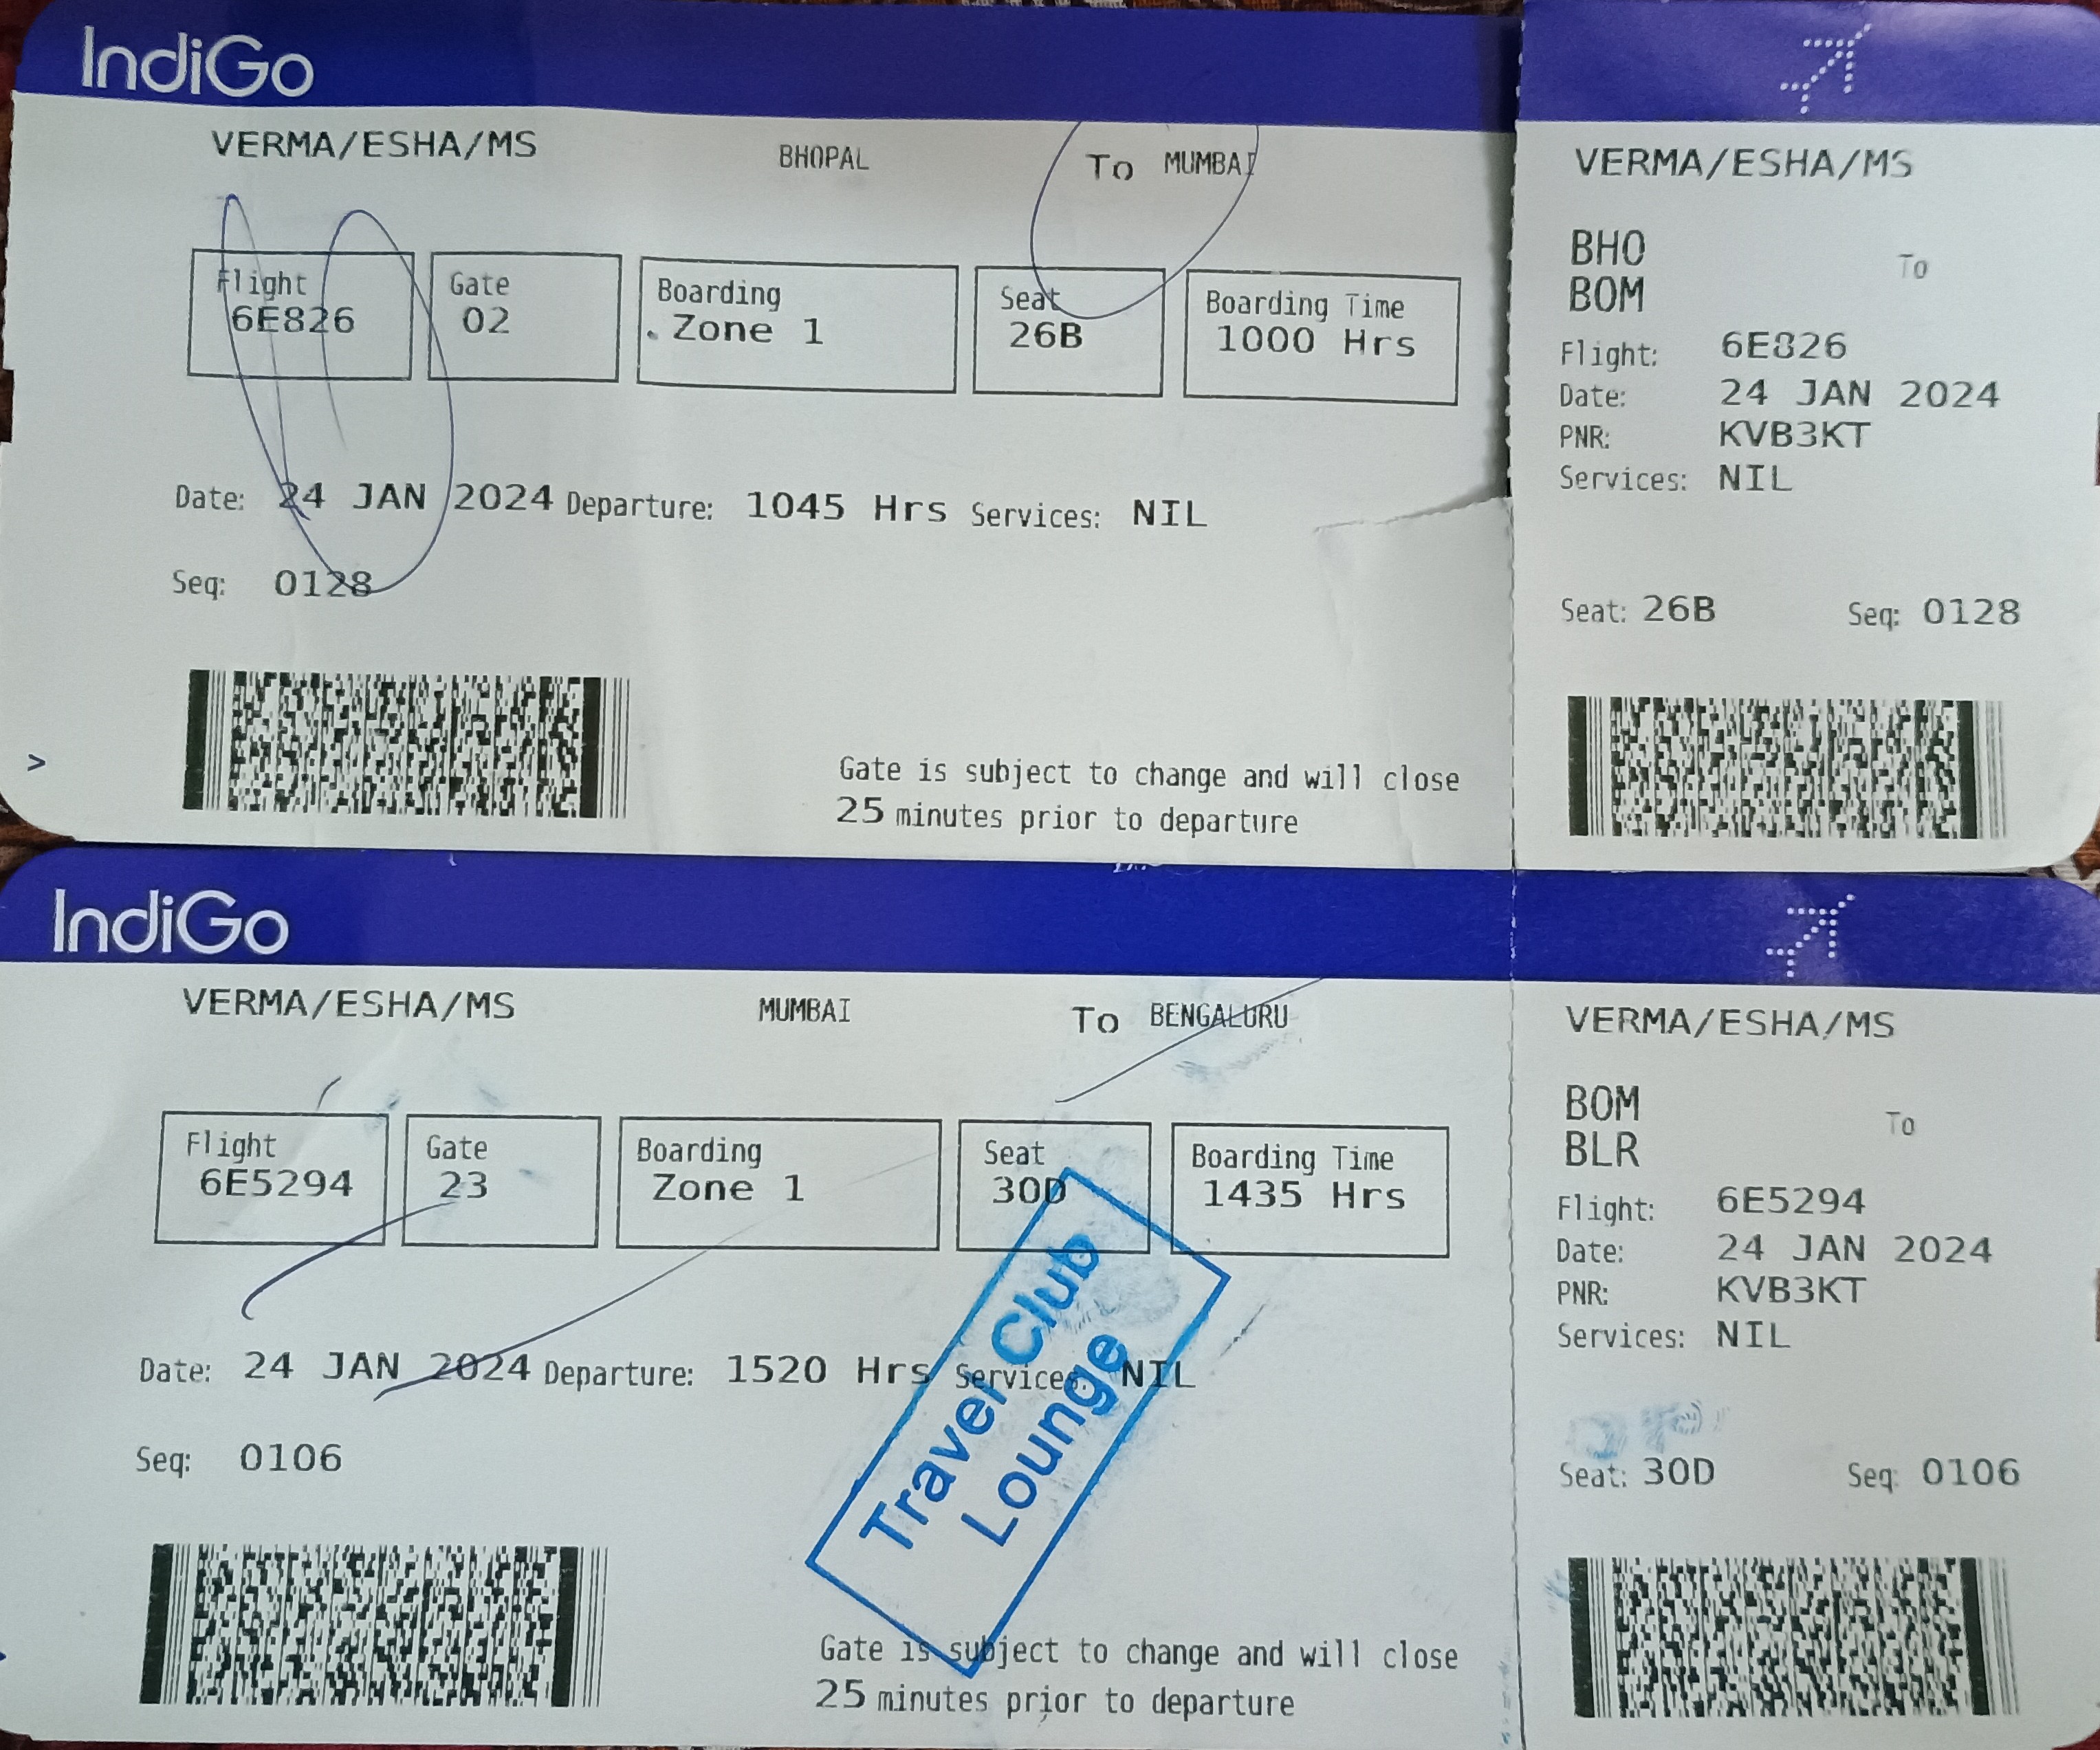 IndiGo
VERMA/ESHA/MS BHOPAL To MUMBAI
Flight Gate Boarding Seat Boarding Time
6E826 02 Zone 1 26B 1000 Hrs
Date: 24 JAN 2024 Departure: 1045 Hrs Services: NIL
Seq: 0128
>
Gate is subject to change and will close
25 minutes prior to departure
VERMA/ESHA/MS
BHO To
BOM
Flight: 6E826
Date: 24 JAN 2024
PNR: KVB3KT
Services: NIL
Seat: 26B Seq: 0128
IndiGo
VERMA/ESHA/MS MUMBAI To BENGALURU
Flight Gate Boarding Seat Boarding Time
6E5294 23 Zone 1 30D 1435 Hrs
Date: 24 JAN 2024 Departure: 1520 Hrs Services: NIL
Seq: 0106
Travel Club
Lounge
Gate is subject to change and will close
25 minutes prior to departure
VERMA/ESHA/MS
BOM To
BLR
Flight: 6E5294
Date: 24 JAN 2024
PNR: KVB3KT
Services: NIL
Seat: 30D Seq: 0106